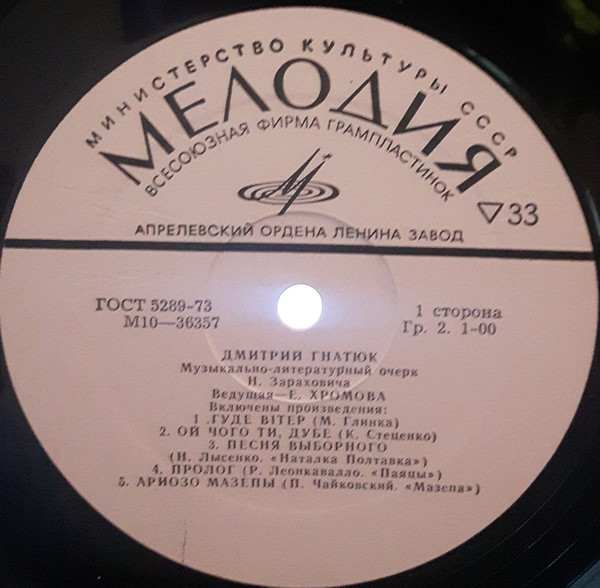 МИНИСТЕРСТВО КУЛЬТУРЫ СССР
МЕЛОДИЯ
ВСЕСОЮЗНАЯ ФИРМА ГРАМПЛАСТИНОК
▽33
АПРЕЛЕВСКИЙ ОРДЕНА ЛЕНИНА ЗАВОД
ГОСТ 5289-73
М10—36357
1 сторона
Гр. 2. 1-00
ДМИТРИЙ ГНАТЮК
Музыкально-литературный очерк
И. Зараховича
Ведущая—Е. ХРОМОВА
Включены произведения:
1 .ГУДЕ ВІТЕР (М. Глинка)
2. ОЙ ЧОГО ТИ, ДУБЕ (К. Стеценко)
3. ПЕСНЯ ВЫБОРНОГО
(Н. Лысенко. «Наталка Полтавка»)
4. ПРОЛОГ (Р. Леонкавалло. «Паяцы»)
5. АРИОЗО МАЗЕПЫ (П. Чайковский. «Мазепа»)